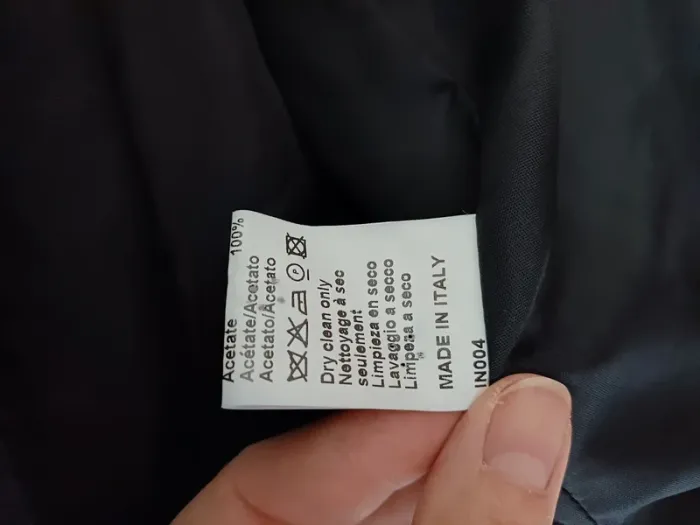 Acetate 100%
Acétate/Acetato
Acetato/Acetato
P
Dry clean only
Nettoyage à sec
seulement
Limpieza en seco
Lavaggio a secco
Limpeza a seco
MADE IN ITALY
IN004